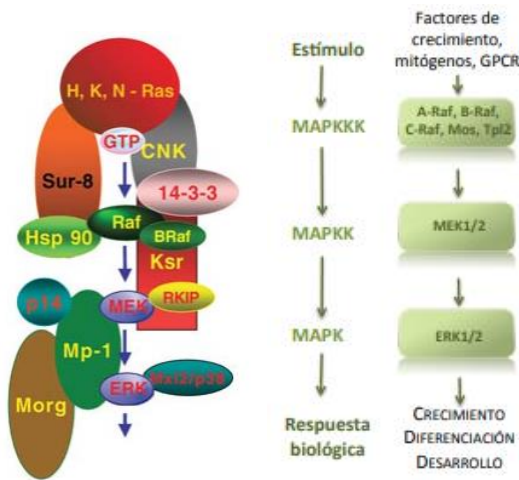 H, K, N - Ras
GTP
CNK
Sur-8
14-3-3
Raf
Hsp 90
BRaf
Ksr
p14
MEK
RKIP
Mp-1
ERK
Mxi2/p38
Morg
Estímulo
MAPKKK
MAPKK
MAPK
Respuesta
biológica
Factores de
crecimiento,
mitógenos, GPCR
A-Raf, B-Raf,
C-Raf, Mos, Tpl2
MEK1/2
ERK1/2
CRECIMIENTO
DIFERENCIACIÓN
DESARROLLO